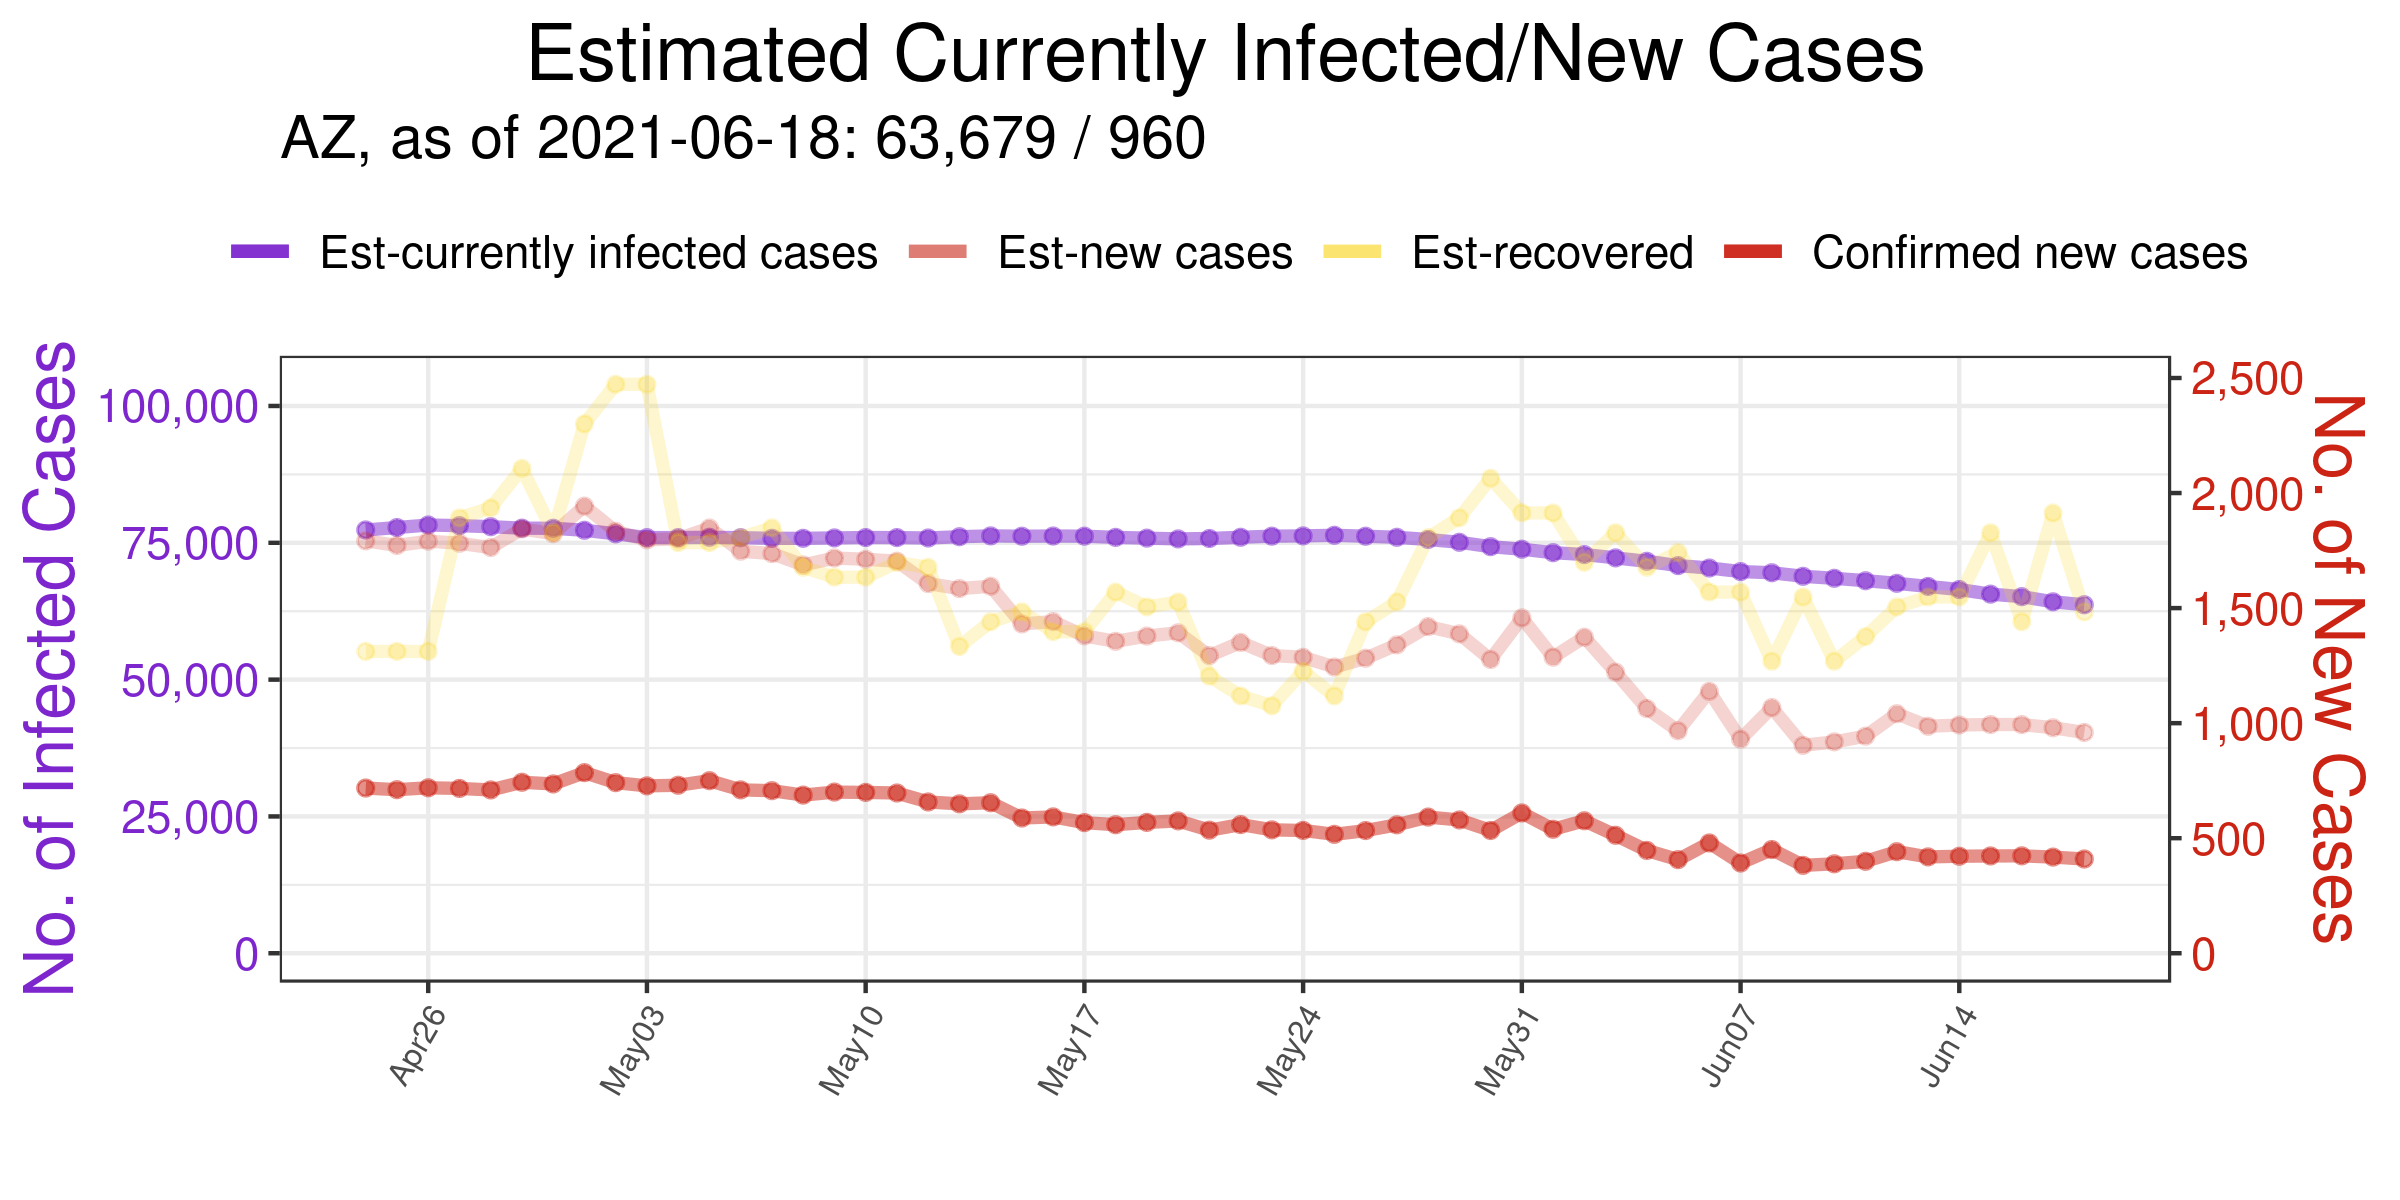 Estimated Currently Infected/New Cases
AZ, as of 2021-06-18: 63,679 / 960
Est-currently infected cases Est-new cases Est-recovered Confirmed new cases
No. of Infected Cases
100,000
75,000
50,000
25,000
0
2,500
2,000
1,500
1,000
500
0
No. of New Cases
Apr26 May03 May10 May17 May24 May31 Jun07 Jun14